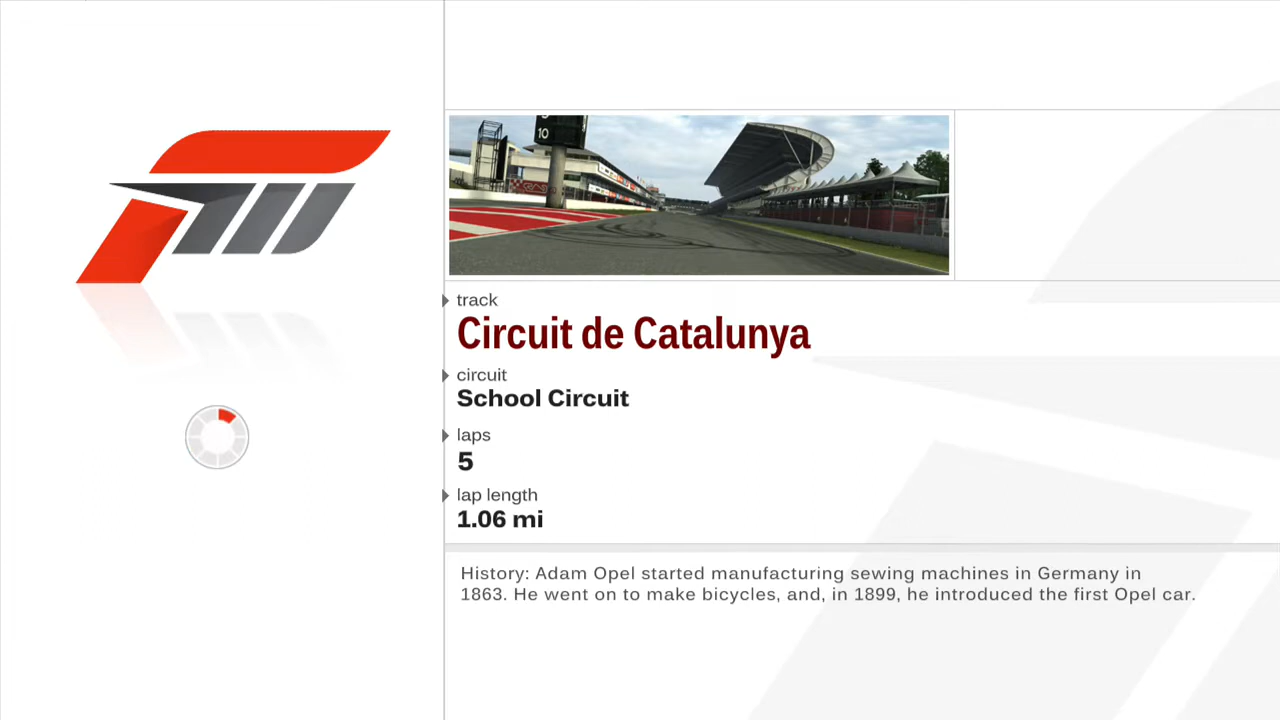 10
track
Circuit de Catalunya
circuit
School Circuit
laps
5
lap length
1.06 mi
History: Adam Opel started manufacturing sewing machines in Germany in
1863. He went on to make bicycles, and, in 1899, he introduced the first Opel car.